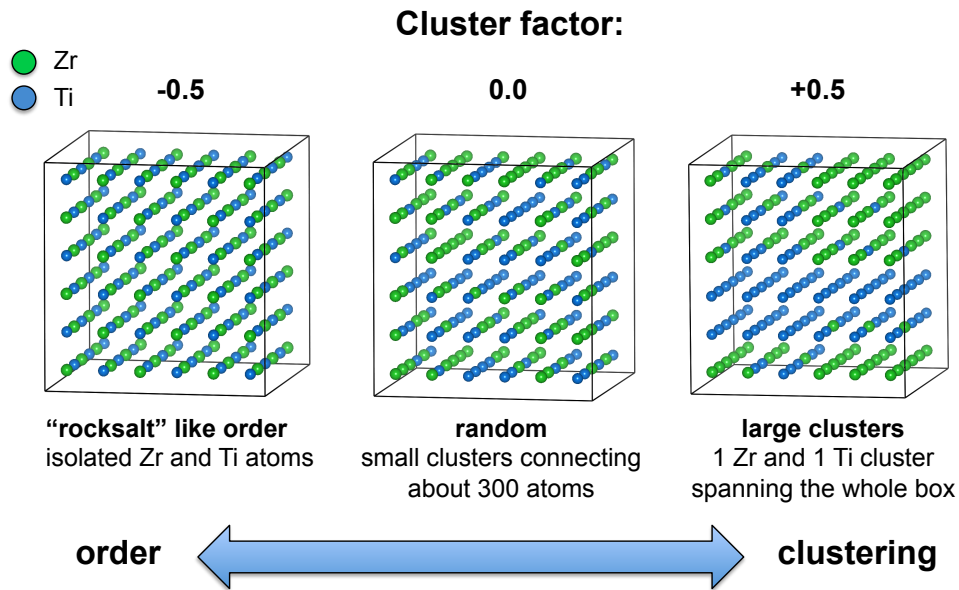 Cluster factor:
Zr
Ti
-0.5
0.0
+0.5
“rocksalt” like order
isolated Zr and Ti atoms
random
small clusters connecting
about 300 atoms
large clusters
1 Zr and 1 Ti cluster
spanning the whole box
order
clustering